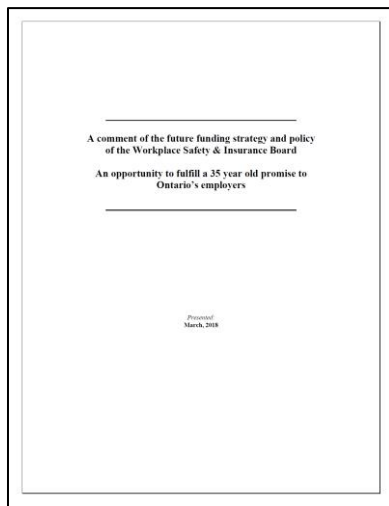 A comment of the future funding strategy and policy
of the Workplace Safety & Insurance Board
An opportunity to fulfill a 35 year old promise to
Ontario's employers
Presented
March, 2018